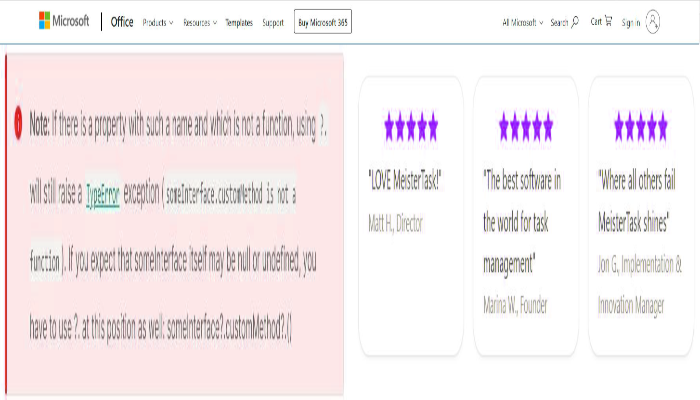 Microsoft Office Products Resources Templates Support Buy Microsoft 365 All Microsoft Search Cart Sign in
Note: If there is a property with such a name and which is not a function, using ?.
will still raise a TypeError exception ( someInterface.customMethod is not a
function ). If you expect that someInterface itself may be null or undefined, you
have to use ?. at this position as well: someInterface?.customMethod?.()
"LOVE MeisterTask!"
Matt H., Director
"The best software in
the world for task
management"
Marina W., Founder
"Where all others fail
MeisterTask shines"
Jon G., Implementation &
Innovation Manager